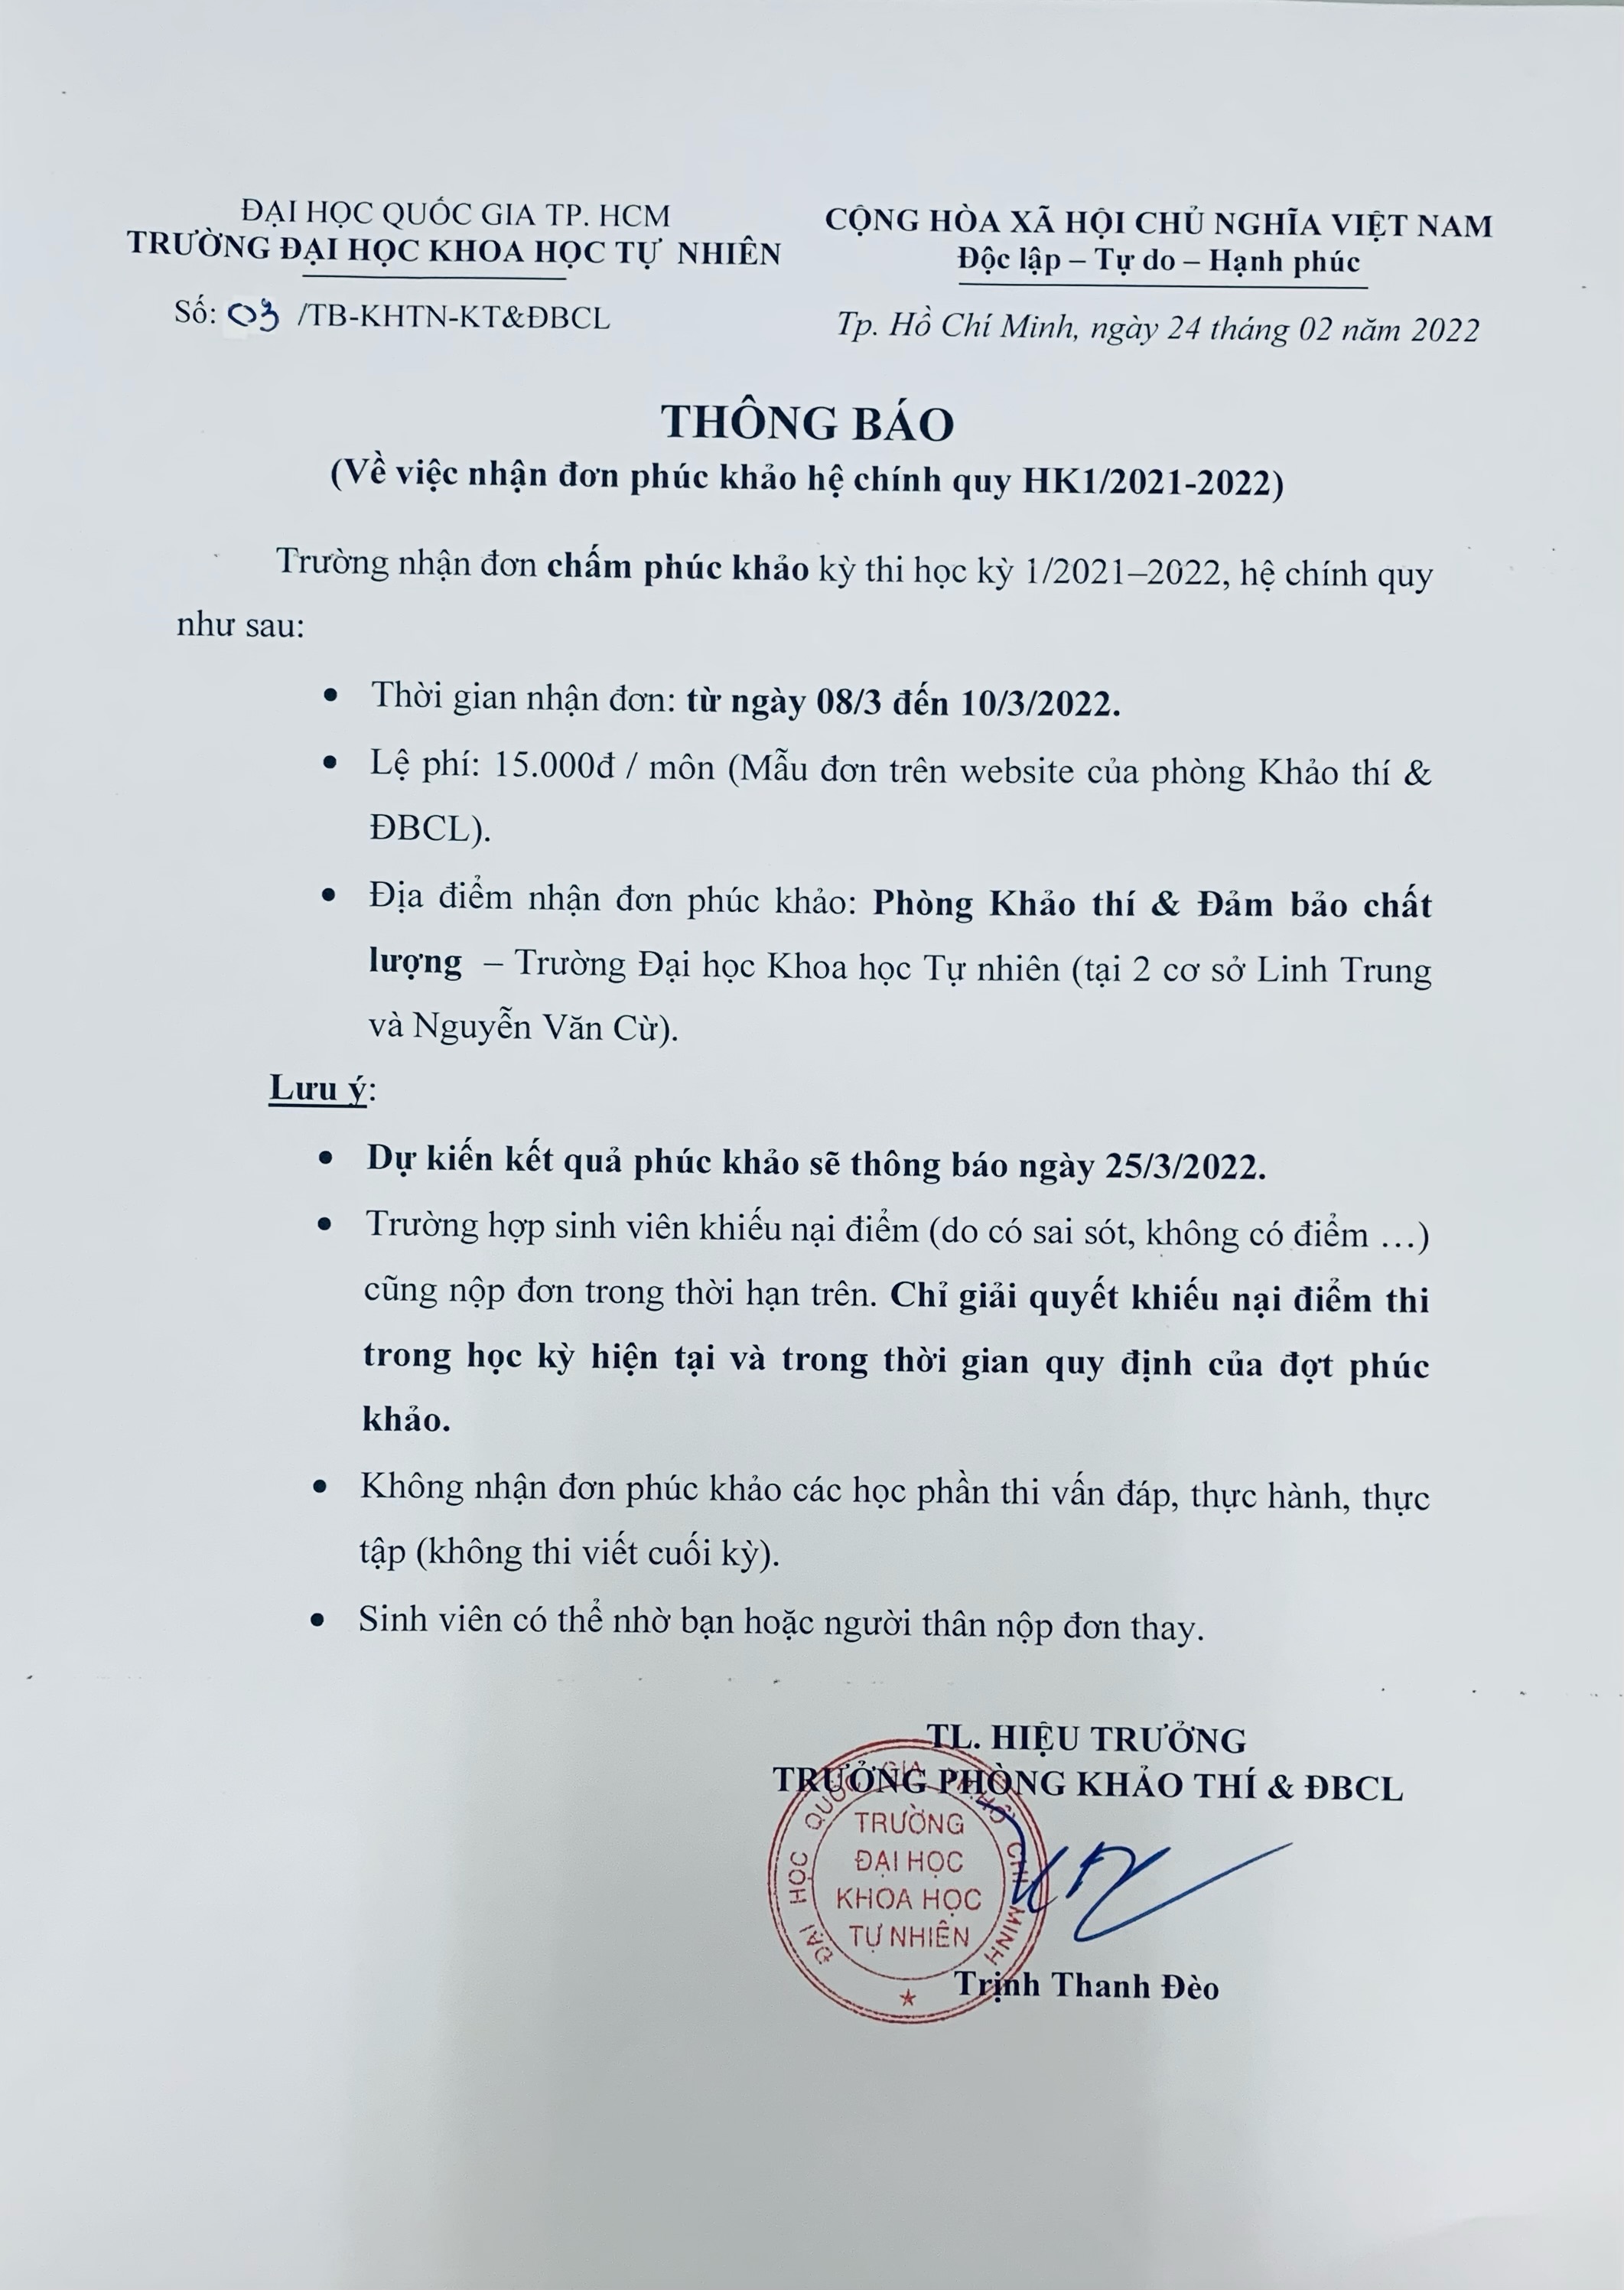 ĐẠI HỌC QUỐC GIA TP. HCM
TRƯỜNG ĐẠI HỌC KHOA HỌC TỰ NHIÊN
Số: 03 /TB-KHTN-KT&ĐBCL
CỘNG HÒA XÃ HỘI CHỦ NGHĨA VIỆT NAM
Độc lập – Tự do – Hạnh phúc
Tp. Hồ Chí Minh, ngày 24 tháng 02 năm 2022
THÔNG BÁO
(Về việc nhận đơn phúc khảo hệ chính quy HK1/2021-2022)
Trường nhận đơn chấm phúc khảo kỳ thi học kỳ 1/2021–2022, hệ chính quy
như sau:
• Thời gian nhận đơn: từ ngày 08/3 đến 10/3/2022.
• Lệ phí: 15.000đ / môn (Mẫu đơn trên website của phòng Khảo thí &
ĐBCL).
• Địa điểm nhận đơn phúc khảo: Phòng Khảo thí & Đảm bảo chất
lượng – Trường Đại học Khoa học Tự nhiên (tại 2 cơ sở Linh Trung
và Nguyễn Văn Cừ).
Lưu ý:
• Dự kiến kết quả phúc khảo sẽ thông báo ngày 25/3/2022.
• Trường hợp sinh viên khiếu nại điểm (do có sai sót, không có điểm …)
cũng nộp đơn trong thời hạn trên. Chỉ giải quyết khiếu nại điểm thi
trong học kỳ hiện tại và trong thời gian quy định của đợt phúc
khảo.
• Không nhận đơn phúc khảo các học phần thi vấn đáp, thực hành, thực
tập (không thi viết cuối kỳ).
• Sinh viên có thể nhờ bạn hoặc người thân nộp đơn thay.
TL. HIỆU TRƯỞNG
TRƯỞNG PHÒNG KHẢO THÍ & ĐBCL
ĐẠI HỌC QUỐC GIA TP. HỒ CHÍ MINH
TRƯỜNG
ĐẠI HỌC
KHOA HỌC
TỰ NHIÊN
Trịnh Thanh Đèo